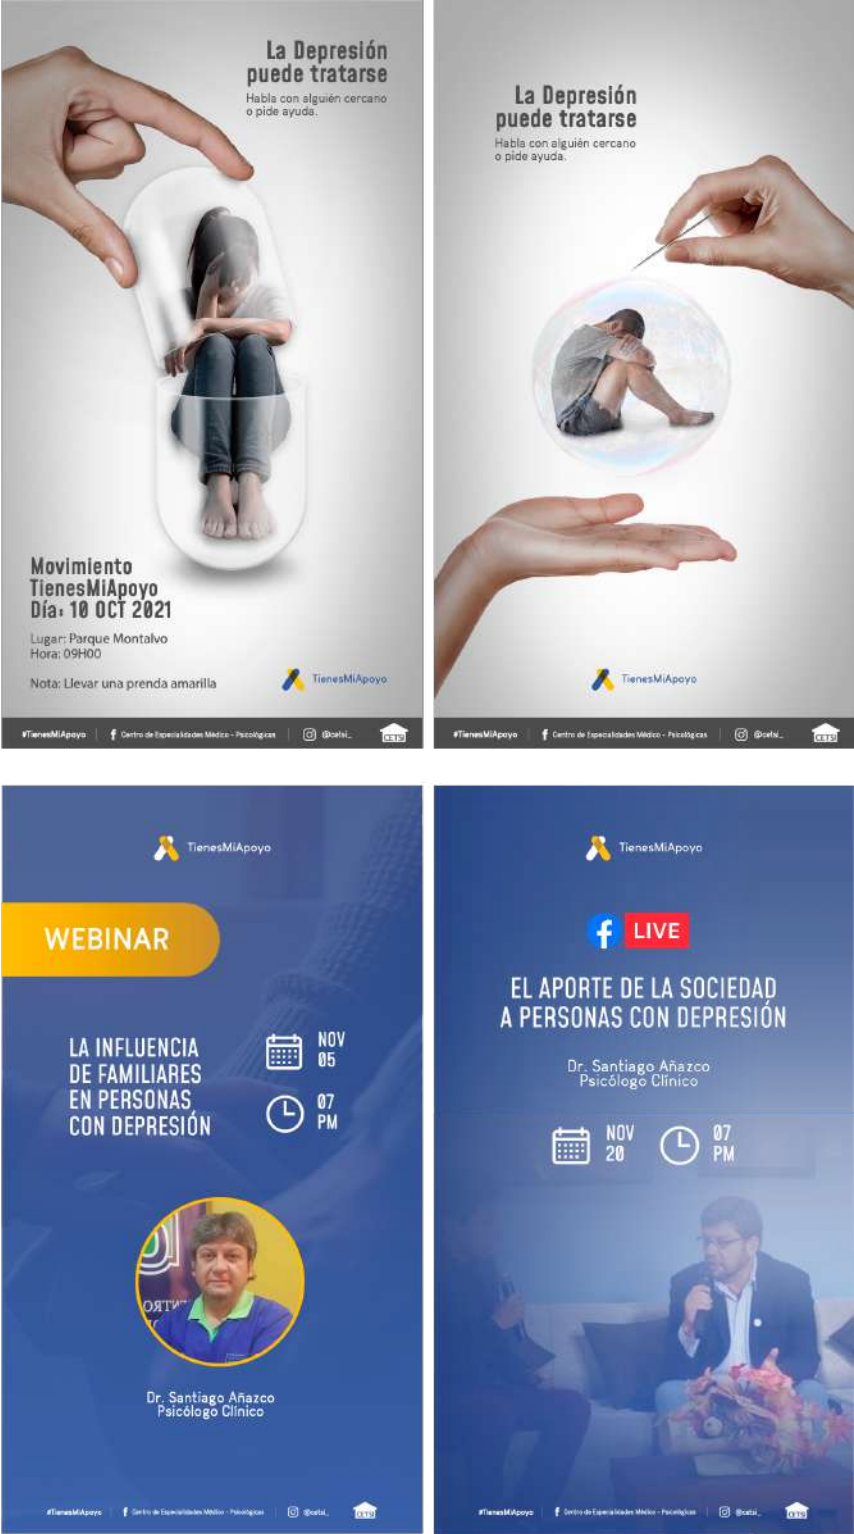 La Depresión
puede tratarse
Habla con alguién cercano
o pide ayuda.
Movimiento
TienesMiApoyo
Día: 10 OCT 2021
Lugar: Parque Montalvo
Hora: 09H00
Nota: Llevar una prenda amarilla
TienesMiApoyo
#TienesMiApoyo
Centro de Especialidades Médico - Psicológicas
@cetsi_
CETSI
La Depresión
puede tratarse
Habla con alguién cercano
o pide ayuda.
TienesMiApoyo
#TienesMiApoyo
Centro de Especialidades Médico - Psicológicas
@cetsi_
CETSI
TienesMiApoyo
WEBINAR
LA INFLUENCIA
DE FAMILIARES
EN PERSONAS
CON DEPRESIÓN
NOV
05
07
PM
Dr. Santiago Añazco
Psicólogo Clínico
#TienesMiApoyo
Centro de Especialidades Médico - Psicológicas
@cetsi_
CETSI
TienesMiApoyo
f LIVE
EL APORTE DE LA SOCIEDAD
A PERSONAS CON DEPRESIÓN
Dr. Santiago Añazco
Psicólogo Clínico
NOV
20
07
PM
#TienesMiApoyo
Centro de Especialidades Médico - Psicológicas
@cetsi_
CETSI